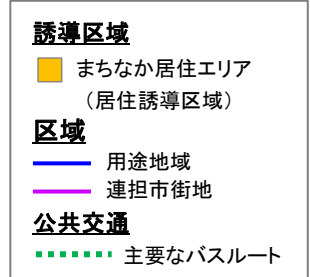 誘導区域
まちなか居住エリア
（居住誘導区域）
区域
用途地域
連担市街地
公共交通
主要なバスルート